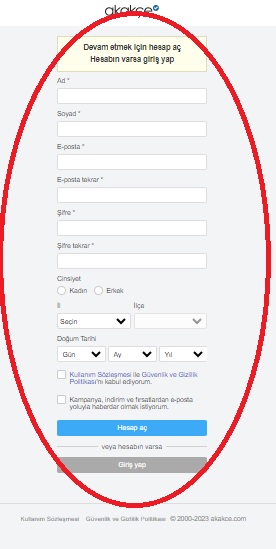 akakçe
Devam etmek için hesap aç
Hesabın varsa giriş yap
Ad *
Soyad *
E-posta *
E-posta tekrar *
Şifre *
Şifre tekrar *
Cinsiyet
Kadın Erkek
İl İlçe
Seçin
Doğum Tarihi
Gün Ay Yıl
Kullanım Sözleşmesi ile Güvenlik ve Gizlilik
Politikası'nı kabul ediyorum.
Kampanya, indirim ve fırsatlardan e-posta
yoluyla haberdar olmak istiyorum.
Hesap aç
veya hesabın varsa
Giriş yap
Kullanım Sözleşmesi Güvenlik ve Gizlilik Politikası © 2000-2023 akakce.com